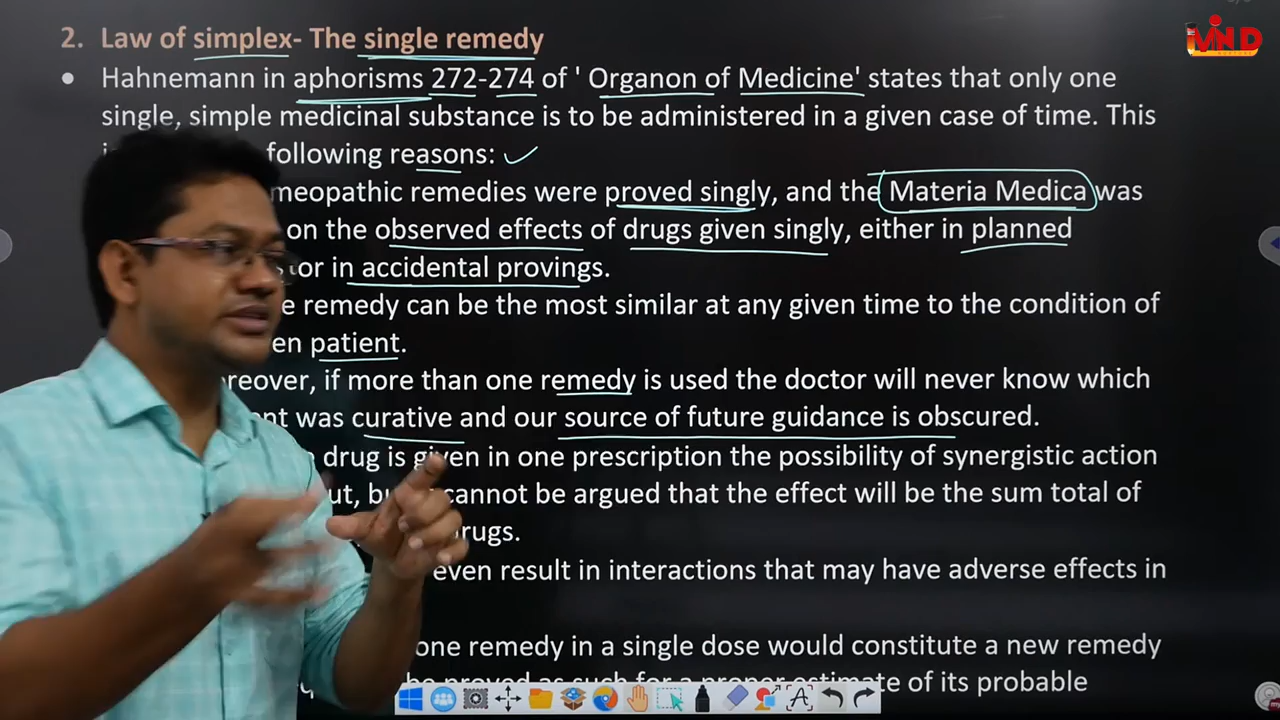 2. Law of simplex- The single remedy
● Hahnemann in aphorisms 272-274 of ' Organon of Medicine' states that only one
single, simple medicinal substance is to be administered in a given case of time. This
following reasons:
meopathic remedies were proved singly, and the Materia Medica was
on the observed effects of drugs given singly, either in planned
or in accidental provings.
e remedy can be the most similar at any given time to the condition of
en patient.
reover, if more than one remedy is used the doctor will never know which
nt was curative and our source of future guidance is obscured.
drug is given in one prescription the possibility of synergistic action
ut, cannot be argued that the effect will be the sum total of
rugs.
even result in interactions that may have adverse effects in
one remedy in a single dose would constitute a new remedy
be proved as such for a proper estimate of its probable